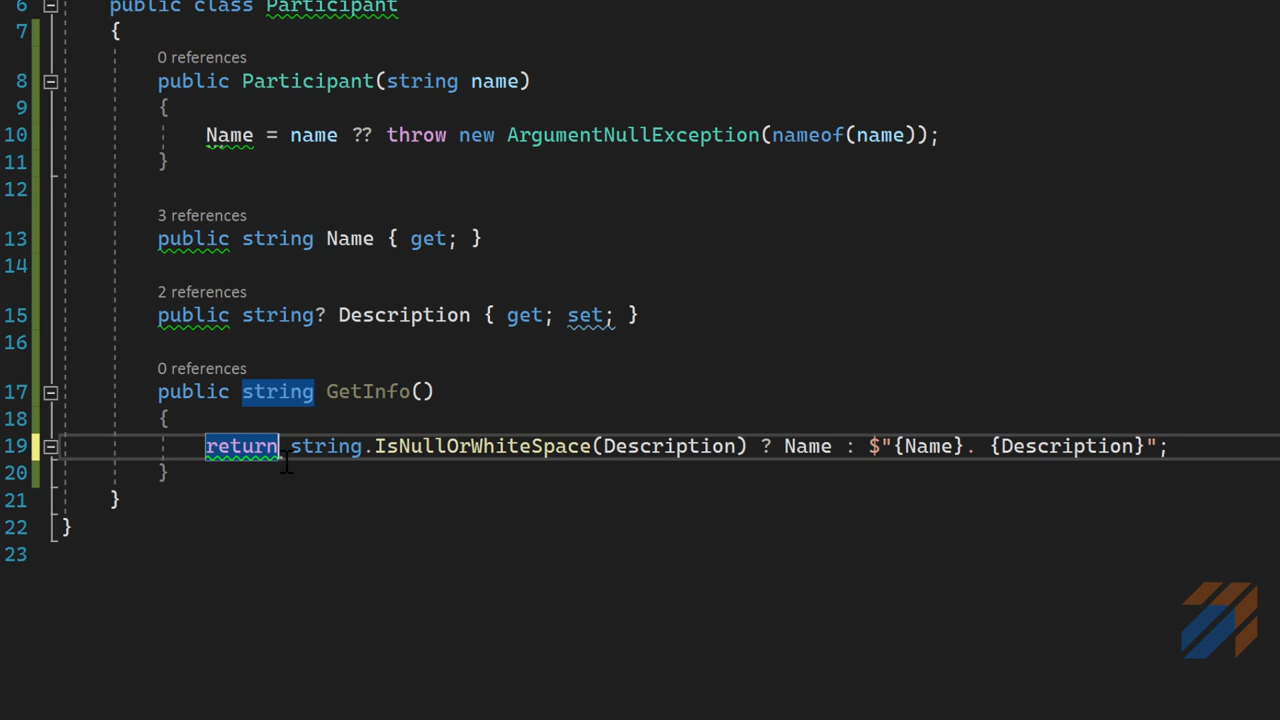 6 public class Participant
7 {
0 references
8 public Participant(string name)
9 {
10 Name = name ?? throw new ArgumentNullException(nameof(name));
11 }
12
3 references
13 public string Name { get; }
14
2 references
15 public string? Description { get; set; }
16
0 references
17 public string GetInfo()
18 {
19 return string.IsNullOrWhiteSpace(Description) ? Name : $"{Name}. {Description}";
20 }
21 }
22 }
23